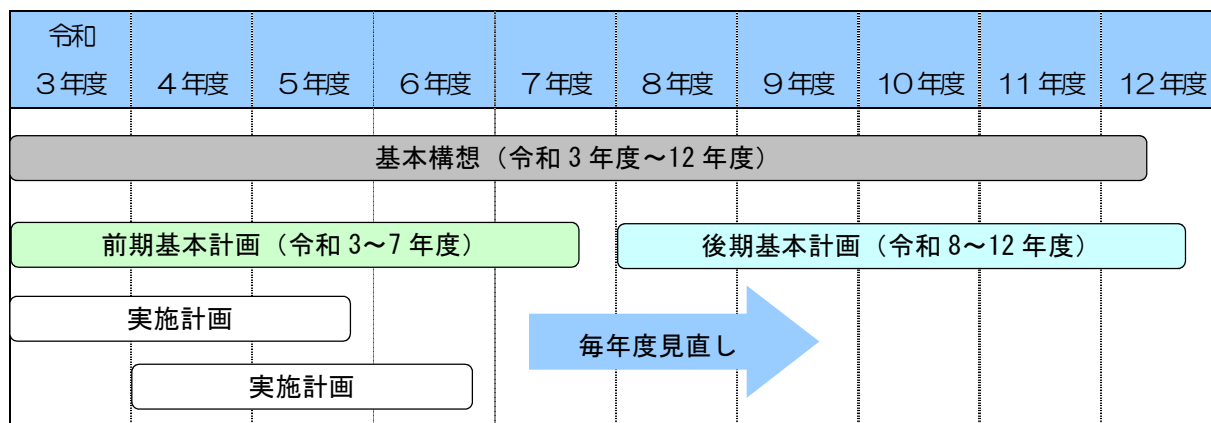 令和
３年度 ４年度 ５年度 ６年度 ７年度 ８年度 ９年度 １０年度 １１年度 １２年度
基本構想（令和 3 年度～12 年度）
前期基本計画（令和 3～7 年度） 後期基本計画（令和 8～12 年度）
実施計画
毎年度見直し
実施計画